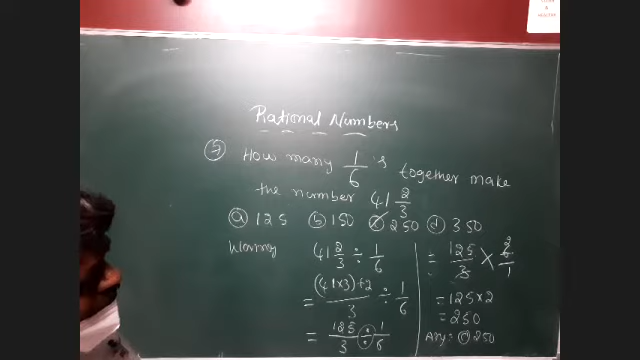 Rational Numbers
5 How many 1/6 's together make
the number 41 2/3
a 125 b 150 c 250 d 350
41 2/3 ÷ 1/6
= (41×3)+2 / 3 ÷ 1/6
= 125/3 ÷ 1/6
= 125/3 × 6/1 2
= 125×2
= 250
Ans = c 250